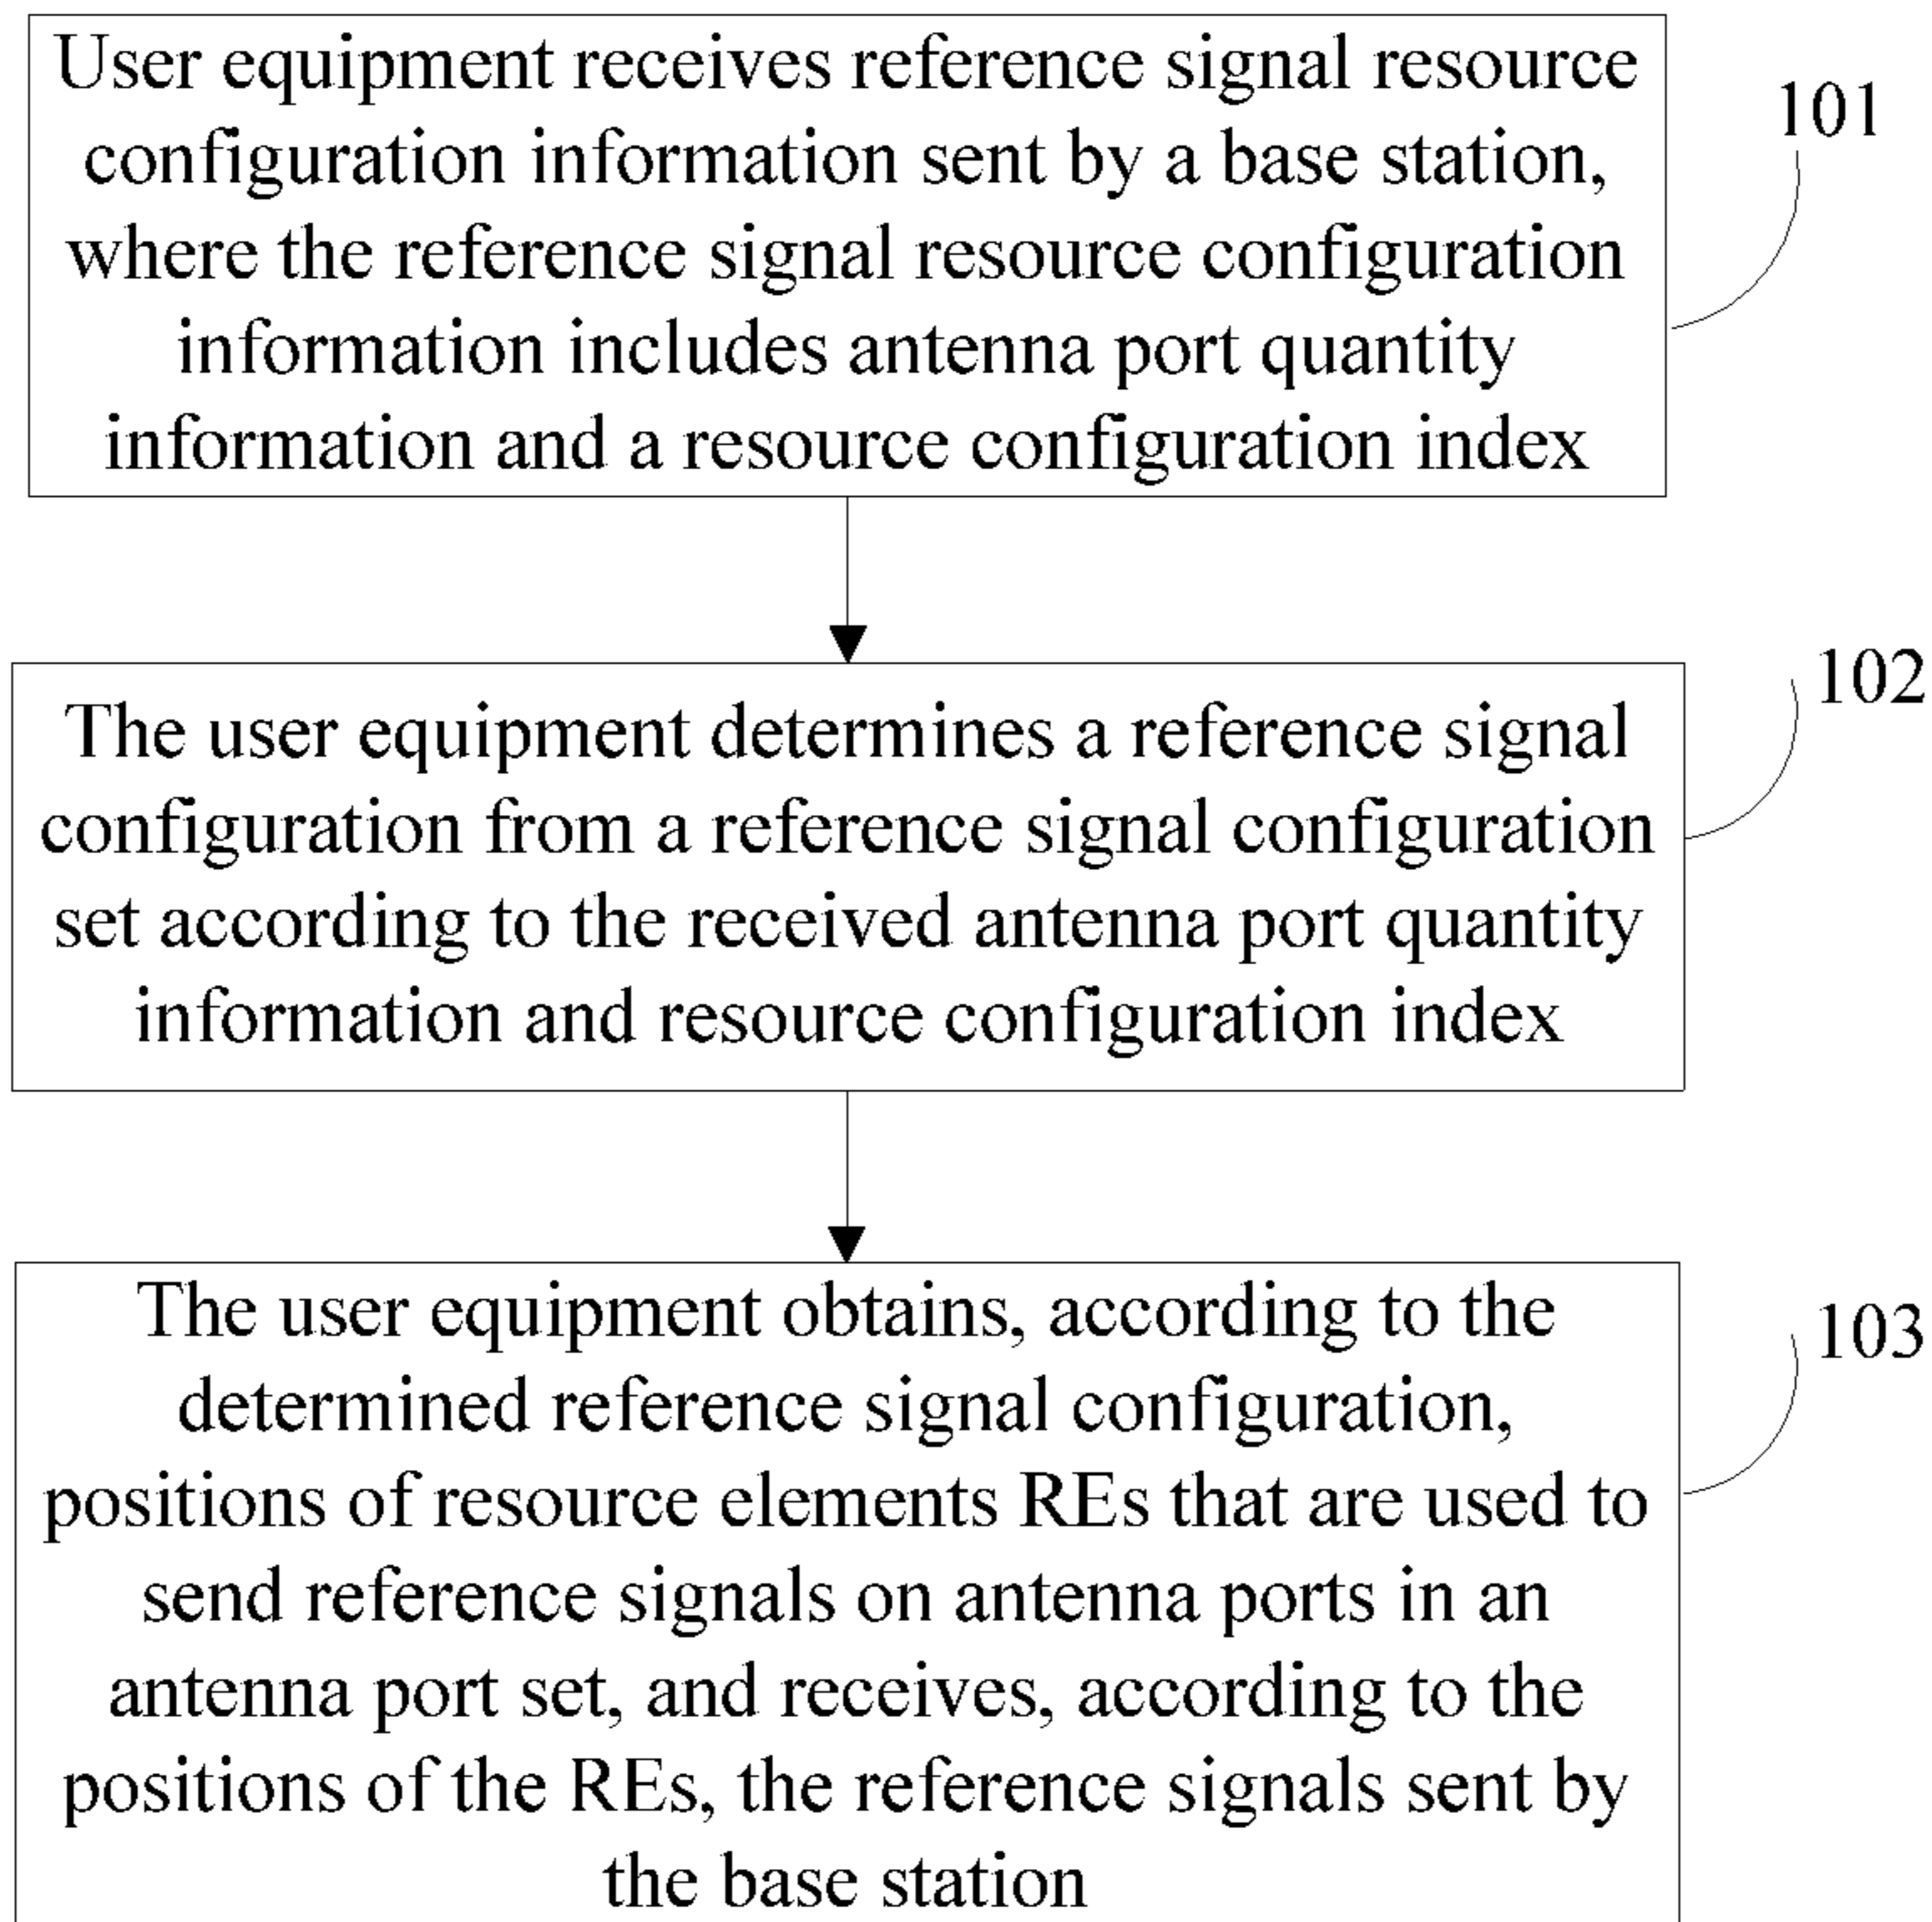 User equipment receives reference signal resource
configuration information sent by a base station,
where the reference signal resource configuration
information includes antenna port quantity
information and a resource configuration index
101
The user equipment determines a reference signal
configuration from a reference signal configuration
set according to the received antenna port quantity
information and resource configuration index
102
The user equipment obtains, according to the
determined reference signal configuration,
positions of resource elements REs that are used to
send reference signals on antenna ports in an
antenna port set, and receives, according to the
positions of the REs, the reference signals sent by
the base station
103